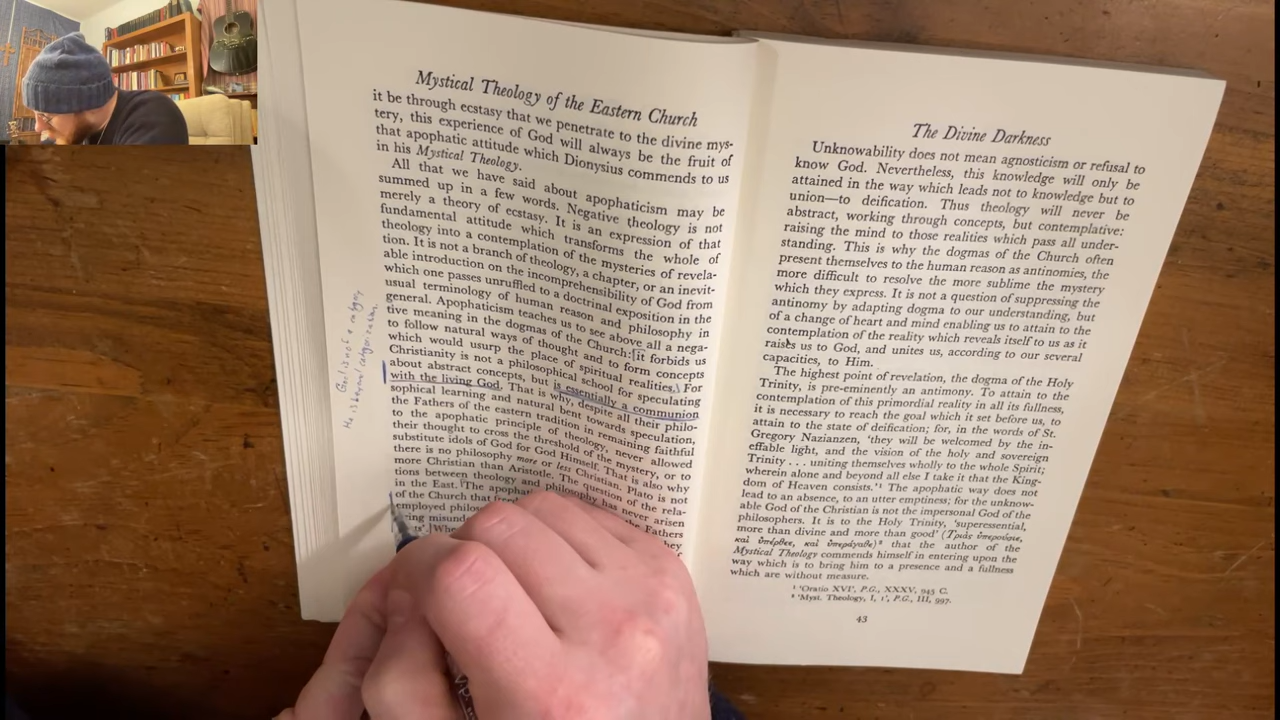 Mystical Theology of the Eastern Church
it be through ecstasy that we penetrate to the divine mys-
tery, this experience of God will always be the fruit of
that apophatic attitude which Dionysius commends to us
in his Mystical Theology.
All that we have said about apophaticism may be
summed up in a few words. Negative theology is not
merely a theory of ecstasy. It is an expression of that
fundamental attitude which transforms the whole of
theology into a contemplation of the mysteries of revela-
tion. It is not a branch of theology, a chapter, or an inevit-
able introduction on the incomprehensibility of God from
which one passes unruffled to a doctrinal exposition in the
usual terminology of human reason and philosophy in
general. Apophaticism teaches us to see above all a nega-
tive meaning in the dogmas of the Church: [it forbids us
to follow natural ways of thought and to form concepts
which would usurp the place of spiritual realities.] For
Christianity is not a philosophical school for speculating
about abstract concepts, but is essentially a communion
with the living God. That is why, despite all their philo-
sophical learning and natural bent towards speculation,
the Fathers of the eastern tradition in remaining faithful
to the apophatic principle of theology, never allowed
their thought to cross the threshold of the mystery, or to
substitute idols of God for God Himself. That is also why
there is no philosophy more or less Christian. Plato is not
more Christian than Aristotle. The question of the rela-
tions between theology and philosophy has never arisen
in the East. [The apophat
of the Church that Fathers
employed philos they
misund
God is not a category
He is beyond categorization.
The Divine Darkness
Unknowability does not mean agnosticism or refusal to
know God. Nevertheless, this knowledge will only be
attained in the way which leads not to knowledge but to
union—to deification. Thus theology will never be
abstract, working through concepts, but contemplative:
raising the mind to those realities which pass all under-
standing. This is why the dogmas of the Church often
present themselves to the human reason as antinomies, the
more difficult to resolve the more sublime the mystery
which they express. It is not a question of suppressing the
antinomy by adapting dogma to our understanding, but
of a change of heart and mind enabling us to attain to the
contemplation of the reality which reveals itself to us as it
raises us to God, and unites us, according to our several
capacities, to Him.
The highest point of revelation, the dogma of the Holy
Trinity, is pre-eminently an antinomy. To attain to the
contemplation of this primordial reality in all its fullness,
it is necessary to reach the goal which it set before us, to
attain to the state of deification; for, in the words of St.
Gregory Nazianzen, 'they will be welcomed by the in-
effable light, and the vision of the holy and sovereign
Trinity . . . uniting themselves wholly to the whole Spirit;
wherein alone and beyond all else I take it that the King-
dom of Heaven consists.'¹ The apophatic way does not
lead to an absence, to an utter emptiness; for the unknow-
able God of the Christian is not the impersonal God of the
philosophers. It is to the Holy Trinity, 'superessential,
more than divine and more than good' (Τριὰς ὑπερούσιε,
καὶ ὑπέρθεε, καὶ ὑπεράγαθε)² that the author of the
Mystical Theology commends himself in entering upon the
way which is to bring him to a presence and a fullness
which are without measure.
¹ 'Oratio XVI', P.G., XXXV, 945 C.
² 'Myst. Theology, I, 1', P.G., III, 997.
43